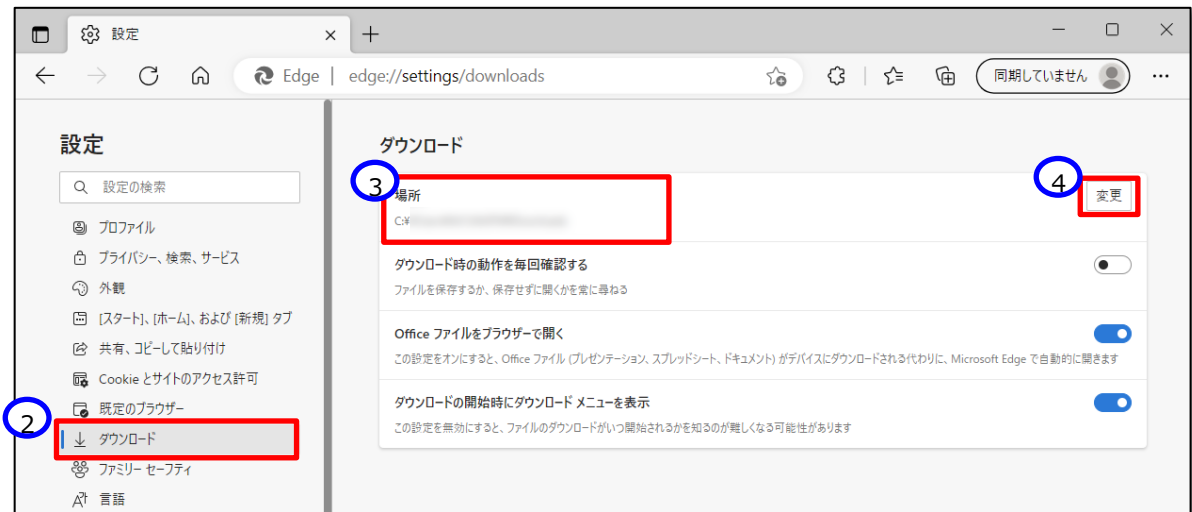 設定
Edge | edge://settings/downloads
同期していません
設定
設定の検索
プロファイル
プライバシー、検索、サービス
外観
[スタート]、[ホーム]、および [新規] タブ
共有、コピーして貼り付け
Cookie とサイトのアクセス許可
既定のブラウザー
2
ダウンロード
ファミリー セーフティ
言語
ダウンロード
3
場所
C:¥
4
変更
ダウンロード時の動作を毎回確認する
ファイルを保存するか、保存せずに開くかを常に尋ねる
Office ファイルをブラウザーで開く
この設定をオンにすると、Office ファイル (プレゼンテーション、スプレッドシート、ドキュメント) がデバイスにダウンロードされる代わりに、Microsoft Edge で自動的に開きます
ダウンロードの開始時にダウンロード メニューを表示
この設定を無効にすると、ファイルのダウンロードがいつ開始されるかを知るのが難しくなる可能性があります